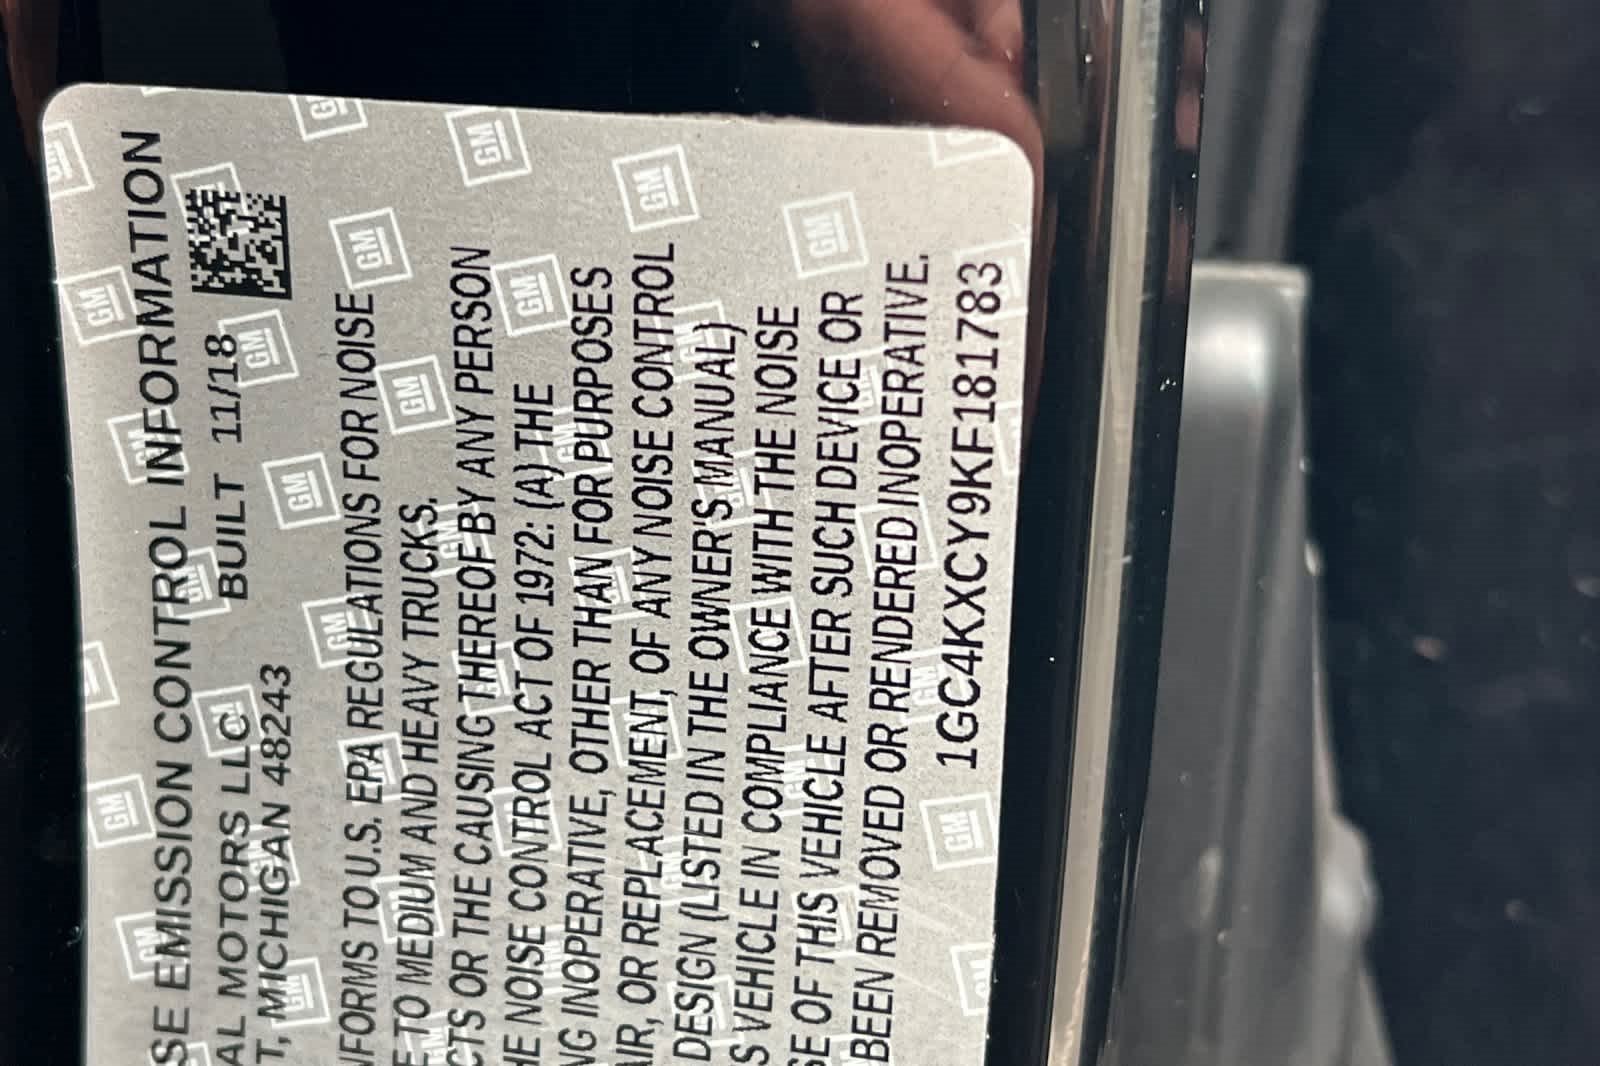 SE EMISSION CONTROL INFORMATION
AL MOTORS LLC BUILT 11/18
T, MICHIGAN 48243
NFORMS TO U.S. EPA REGULATIONS FOR NOISE
E TO MEDIUM AND HEAVY TRUCKS.
CTS OR THE CAUSING THEREOF BY ANY PERSON
HE NOISE CONTROL ACT OF 1972: (A) THE
NG INOPERATIVE, OTHER THAN FOR PURPOSES
AIR, OR REPLACEMENT, OF ANY NOISE CONTROL
DESIGN (LISTED IN THE OWNER'S MANUAL)
S VEHICLE IN COMPLIANCE WITH THE NOISE
SE OF THIS VEHICLE AFTER SUCH DEVICE OR
BEEN REMOVED OR RENDERED INOPERATIVE.
1GC4KXCY9KF181783
GM